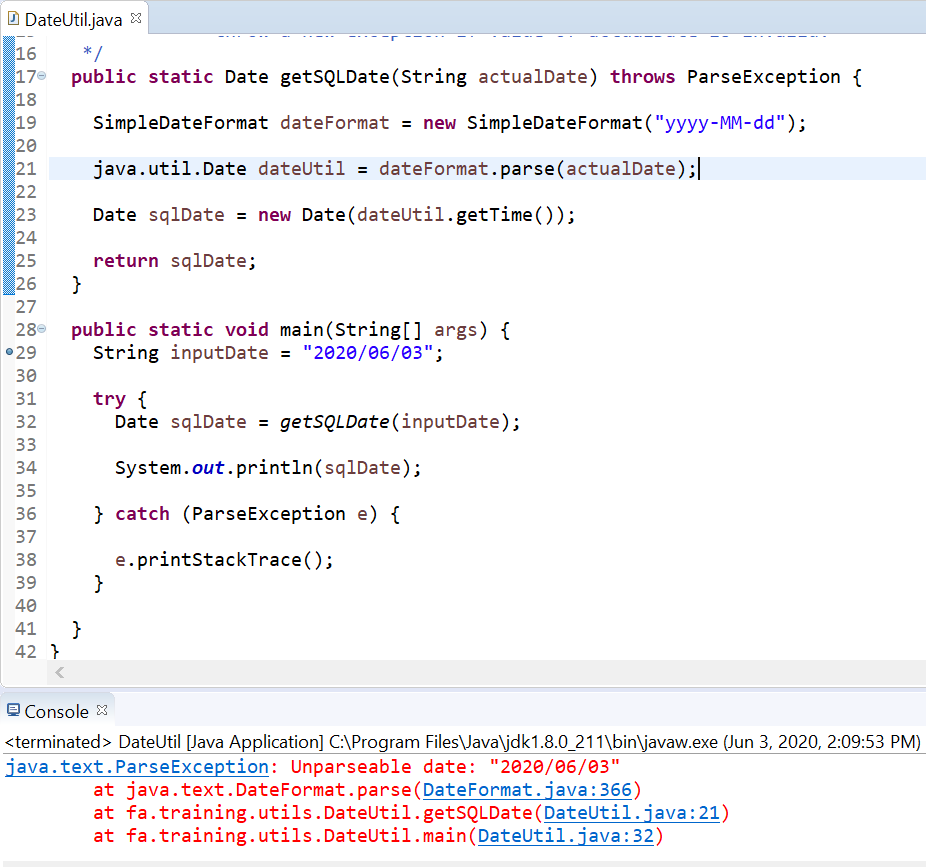 DateUtil.java
16 */
17 public static Date getSQLDate(String actualDate) throws ParseException {
18
19 SimpleDateFormat dateFormat = new SimpleDateFormat("yyyy-MM-dd");
20
21 java.util.Date dateUtil = dateFormat.parse(actualDate);
22
23 Date sqlDate = new Date(dateUtil.getTime());
24
25 return sqlDate;
26 }
27
28 public static void main(String[] args) {
29 String inputDate = "2020/06/03";
30
31 try {
32 Date sqlDate = getSQLDate(inputDate);
33
34 System.out.println(sqlDate);
35
36 } catch (ParseException e) {
37
38 e.printStackTrace();
39 }
40
41 }
42 }
Console
<terminated> DateUtil [Java Application] C:\Program Files\Java\jdk1.8.0_211\bin\javaw.exe (Jun 3, 2020, 2:09:53 PM)
java.text.ParseException: Unparseable date: "2020/06/03"
at java.text.DateFormat.parse(DateFormat.java:366)
at fa.training.utils.DateUtil.getSQLDate(DateUtil.java:21)
at fa.training.utils.DateUtil.main(DateUtil.java:32)